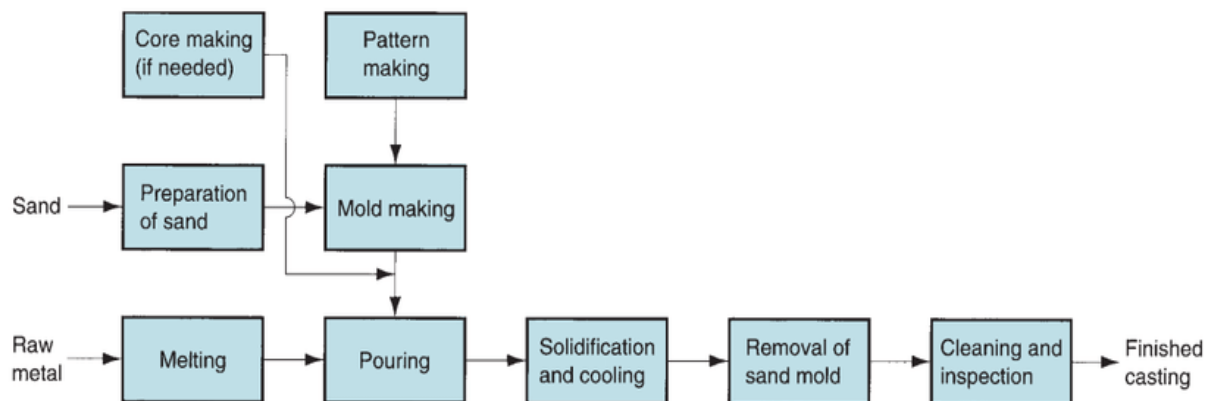 Core making
(if needed)
Pattern
making
Sand
Preparation
of sand
Mold making
Raw
metal
Melting
Pouring
Solidification
and cooling
Removal of
sand mold
Cleaning and
inspection
Finished
casting